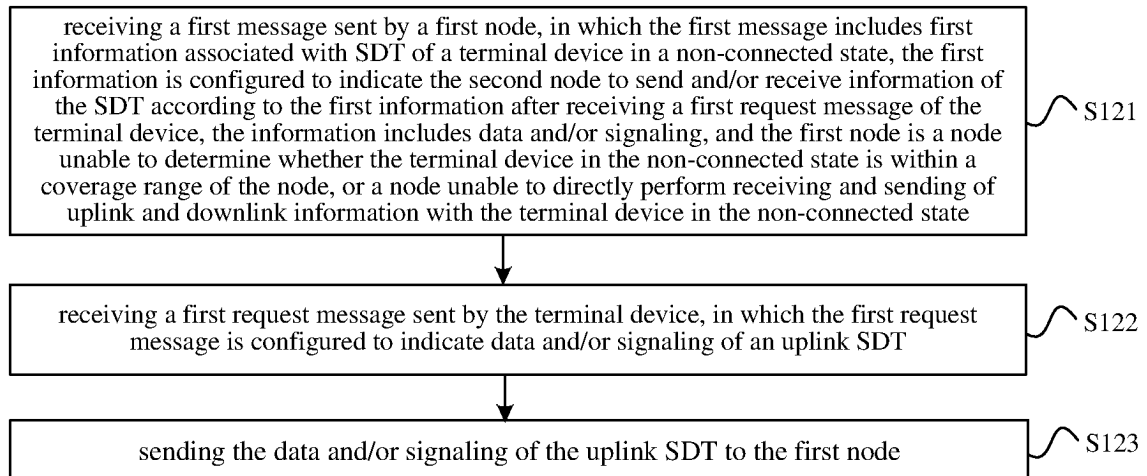 receiving a first message sent by a first node, in which the first message includes first
information associated with SDT of a terminal device in a non-connected state, the first
information is configured to indicate the second node to send and/or receive information of
the SDT according to the first information after receiving a first request message of the
terminal device, the information includes data and/or signaling, and the first node is a node
unable to determine whether the terminal device in the non-connected state is within a
coverage range of the node, or a node unable to directly perform receiving and sending of
uplink and downlink information with the terminal device in the non-connected state
S121
receiving a first request message sent by the terminal device, in which the first request
message is configured to indicate data and/or signaling of an uplink SDT
S122
sending the data and/or signaling of the uplink SDT to the first node
S123